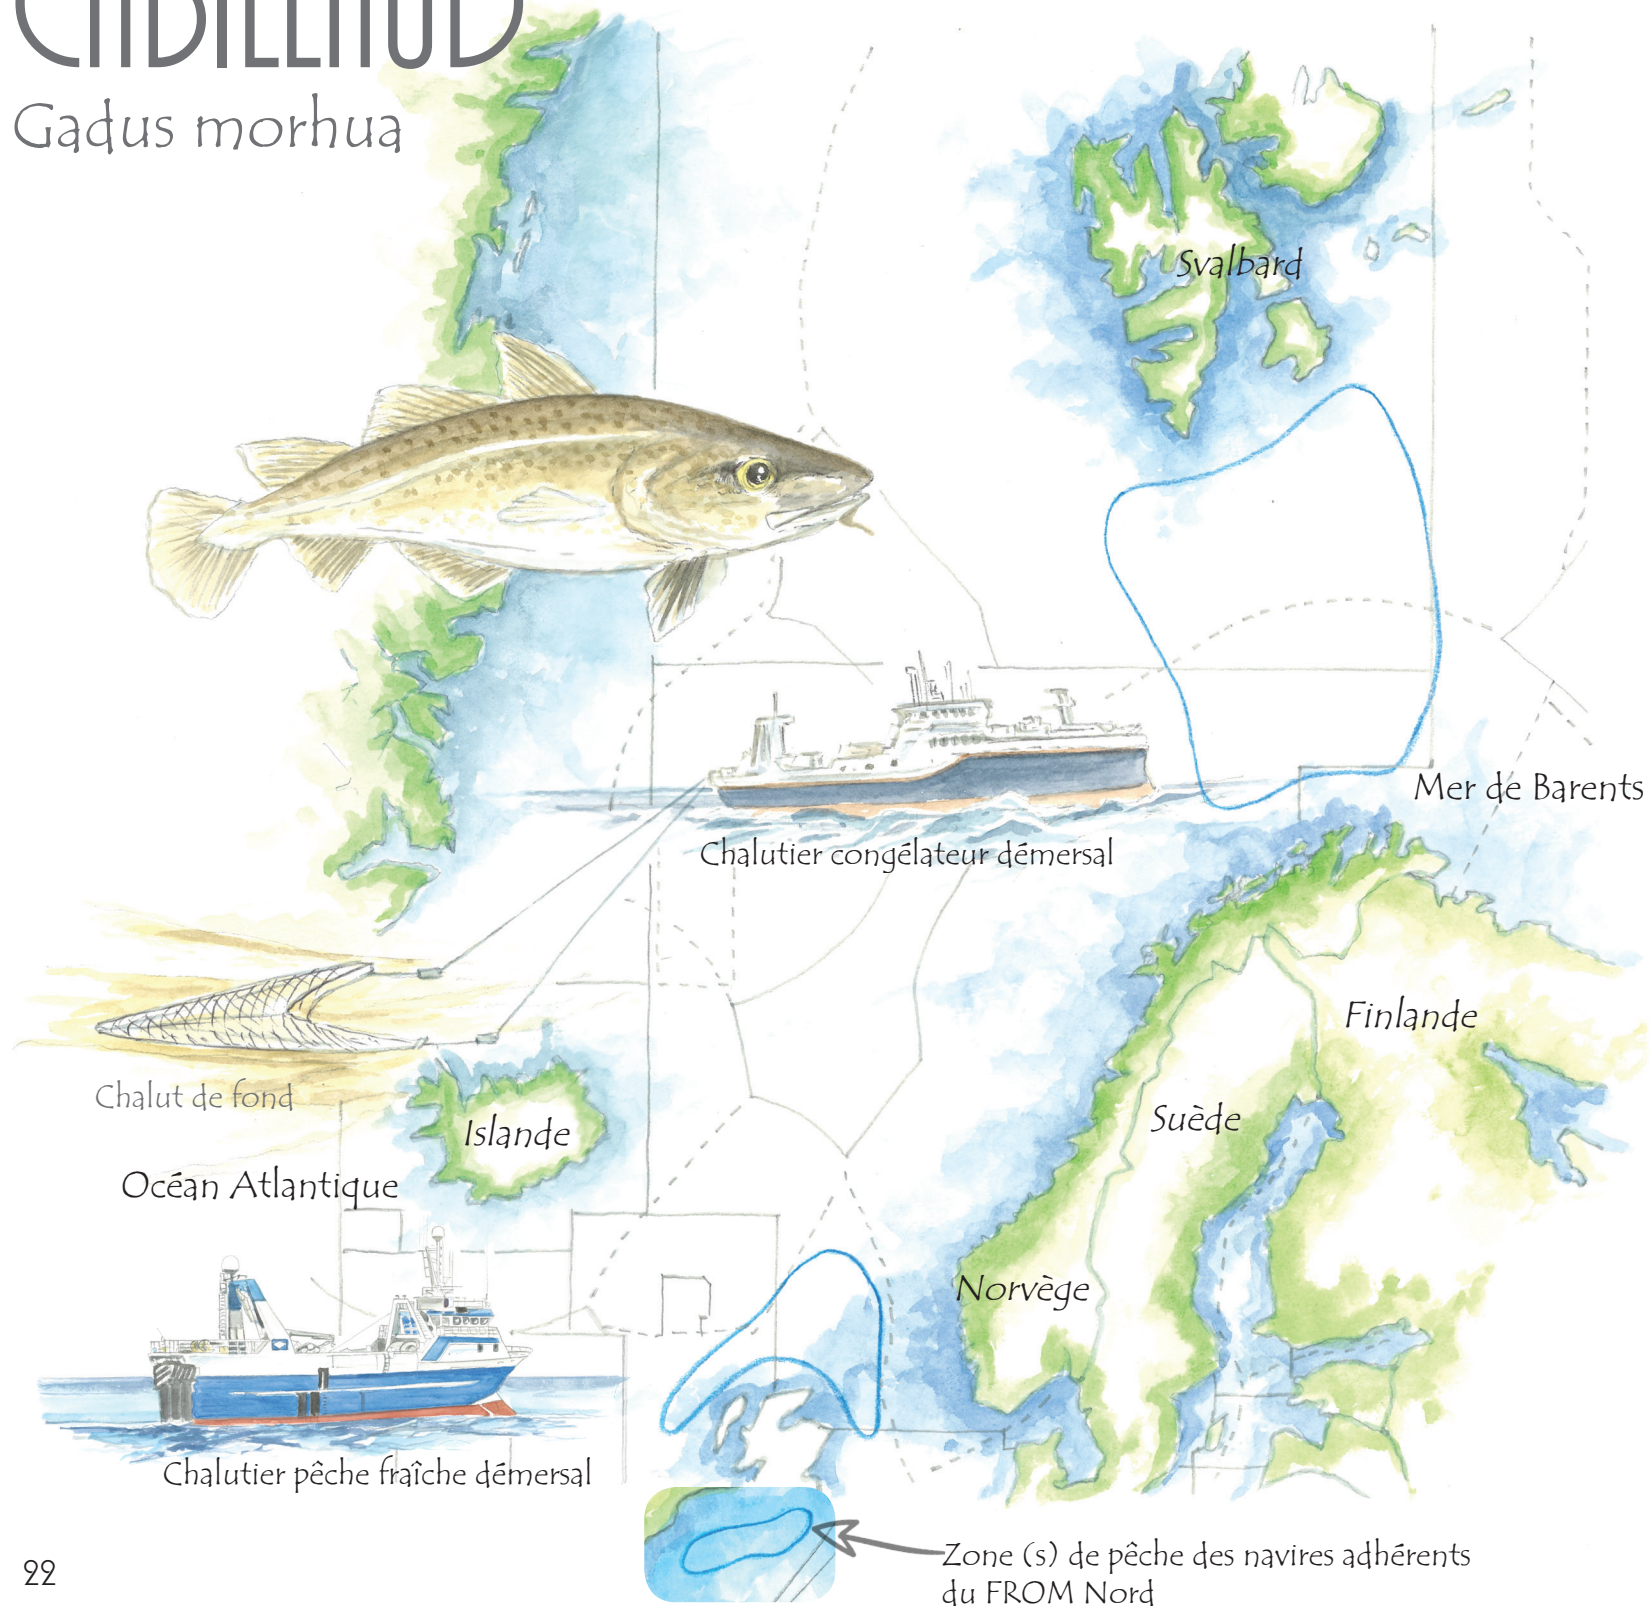 CABILLAUD
Gadus morhua
Svalbard
Mer de Barents
Chalutier congélateur démersal
Finlande
Chalut de fond
Suède
Islande
Océan Atlantique
Norvège
Chalutier pêche fraîche démersal
Zone (s) de pêche des navires adhérents
du FROM Nord
22